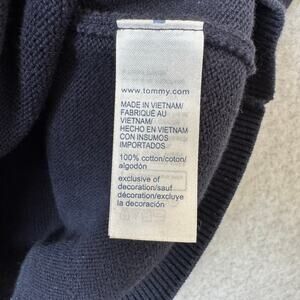 www.tommy.com
MADE IN VIETNAM/
FABRIQUÉ AU
VIETNAM/
HECHO EN VIETNAM
CON INSUMOS
IMPORTADOS
100% cotton/coton/
algodón
exclusive of
decoration/sauf
décoration/excluye
la decoración